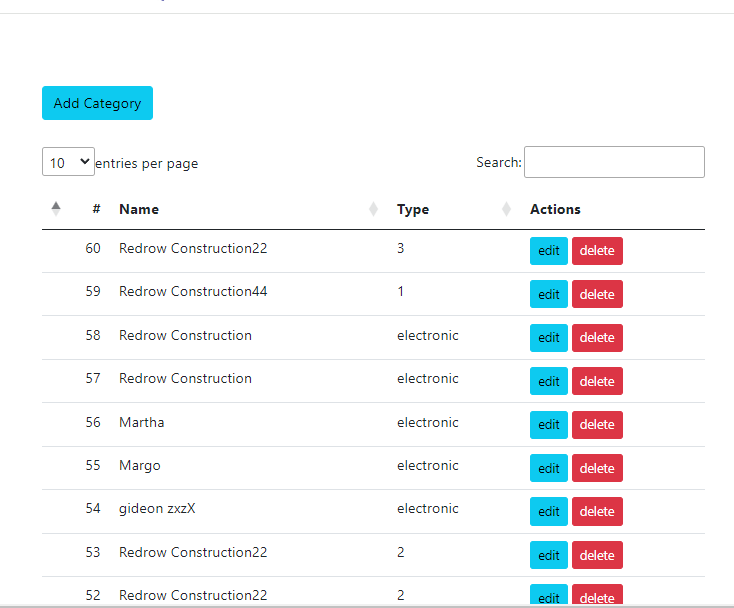 Add Category
10 entries per page Search:
# Name Type Actions
60 Redrow Construction22 3 edit delete
59 Redrow Construction44 1 edit delete
58 Redrow Construction electronic edit delete
57 Redrow Construction electronic edit delete
56 Martha electronic edit delete
55 Margo electronic edit delete
54 gideon zxzX electronic edit delete
53 Redrow Construction22 2 edit delete
52 Redrow Construction22 2 edit delete